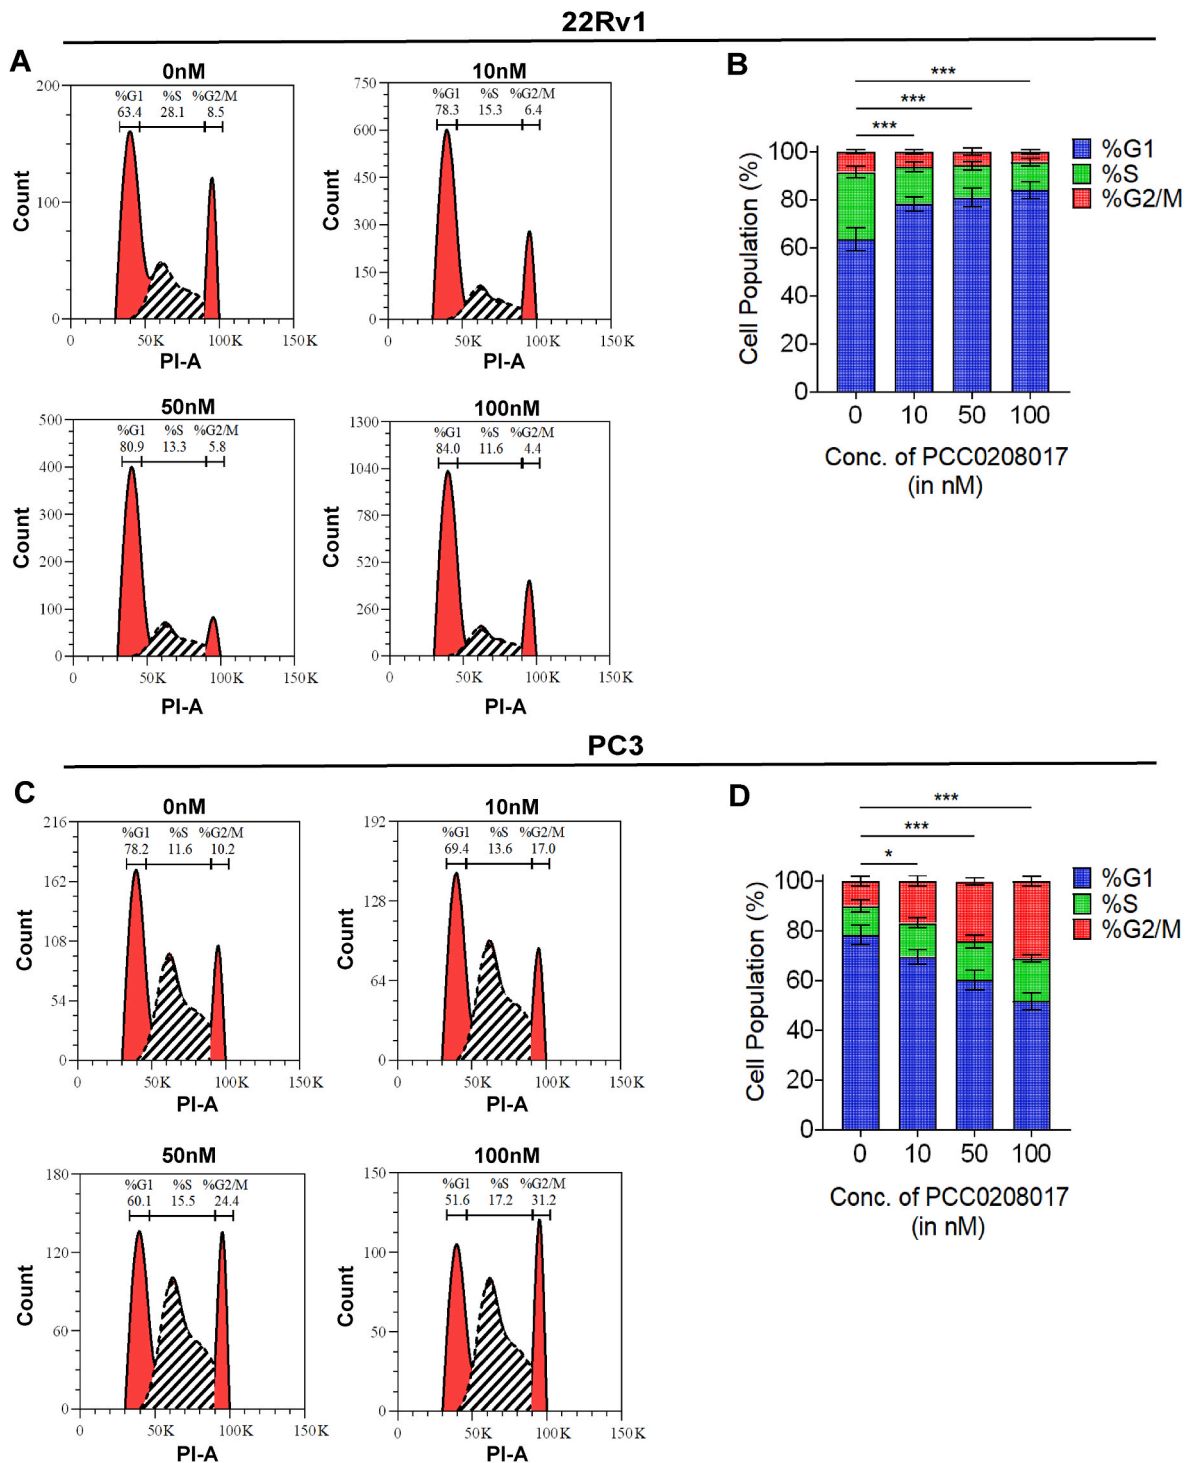 22Rv1
A
0nM
%G1 %S %G2/M
63.4 28.1 8.5
200
100
0
Count
0 50K 100K 150K
PI-A
10nM
%G1 %S %G2/M
78.3 15.3 6.4
750
600
450
300
150
0
Count
0 50K 100K 150K
PI-A
50nM
%G1 %S %G2/M
80.9 13.3 5.8
500
400
300
200
100
0
Count
0 50K 100K 150K
PI-A
100nM
%G1 %S %G2/M
84.0 11.6 4.4
1300
1040
780
520
260
0
Count
0 50K 100K 150K
PI-A
B
***
***
***
100
80
60
40
20
0
Cell Population (%)
0 10 50 100
Conc. of PCC0208017
(in nM)
%G1
%S
%G2/M
PC3
C
0nM
%G1 %S %G2/M
78.2 11.6 10.2
216
162
108
54
0
Count
0 50K 100K 150K
PI-A
10nM
%G1 %S %G2/M
69.4 13.6 17.0
192
128
64
0
Count
0 50K 100K 150K
PI-A
50nM
%G1 %S %G2/M
60.1 15.5 24.4
180
120
60
0
Count
0 50K 100K 150K
PI-A
100nM
%G1 %S %G2/M
51.6 17.2 31.2
150
100
50
0
Count
0 50K 100K 150K
PI-A
D
***
***
*
100
80
60
40
20
0
Cell Population (%)
0 10 50 100
Conc. of PCC0208017
(in nM)
%G1
%S
%G2/M